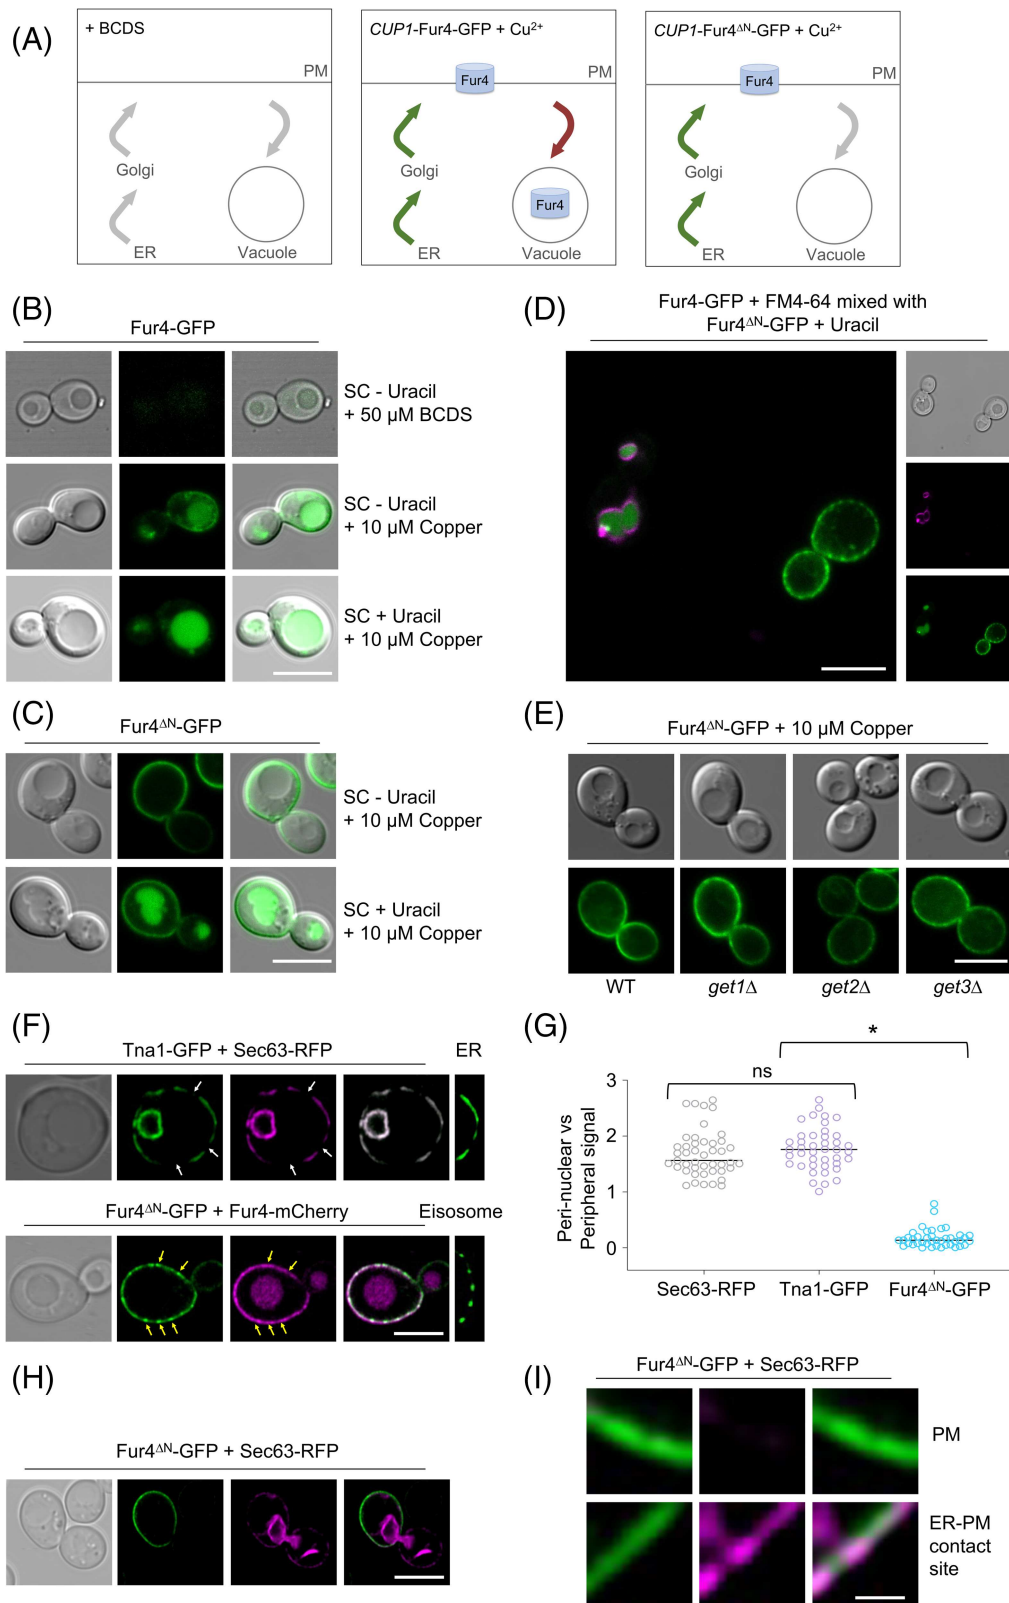 (A)
+ BCDS
PM
Golgi
ER
Vacuole
CUP1-Fur4-GFP + Cu²⁺
Fur4
PM
Golgi
Fur4
ER
Vacuole
CUP1-Fur4ΔN-GFP + Cu²⁺
Fur4
PM
Golgi
ER
Vacuole
(B)
Fur4-GFP
SC - Uracil
+ 50 µM BCDS
SC - Uracil
+ 10 µM Copper
SC + Uracil
+ 10 µM Copper
(C)
Fur4ΔN-GFP
SC - Uracil
+ 10 µM Copper
SC + Uracil
+ 10 µM Copper
(D)
Fur4-GFP + FM4-64 mixed with
Fur4ΔN-GFP + Uracil
(E)
Fur4ΔN-GFP + 10 µM Copper
WT get1Δ get2Δ get3Δ
(F)
Tna1-GFP + Sec63-RFP ER
Fur4ΔN-GFP + Fur4-mCherry Eisosome
(G)
*
ns
Peri-nuclear vs
Peripheral signal
3
2
1
0
Sec63-RFP Tna1-GFP Fur4ΔN-GFP
(H)
Fur4ΔN-GFP + Sec63-RFP
(I)
Fur4ΔN-GFP + Sec63-RFP
PM
ER-PM
contact
site